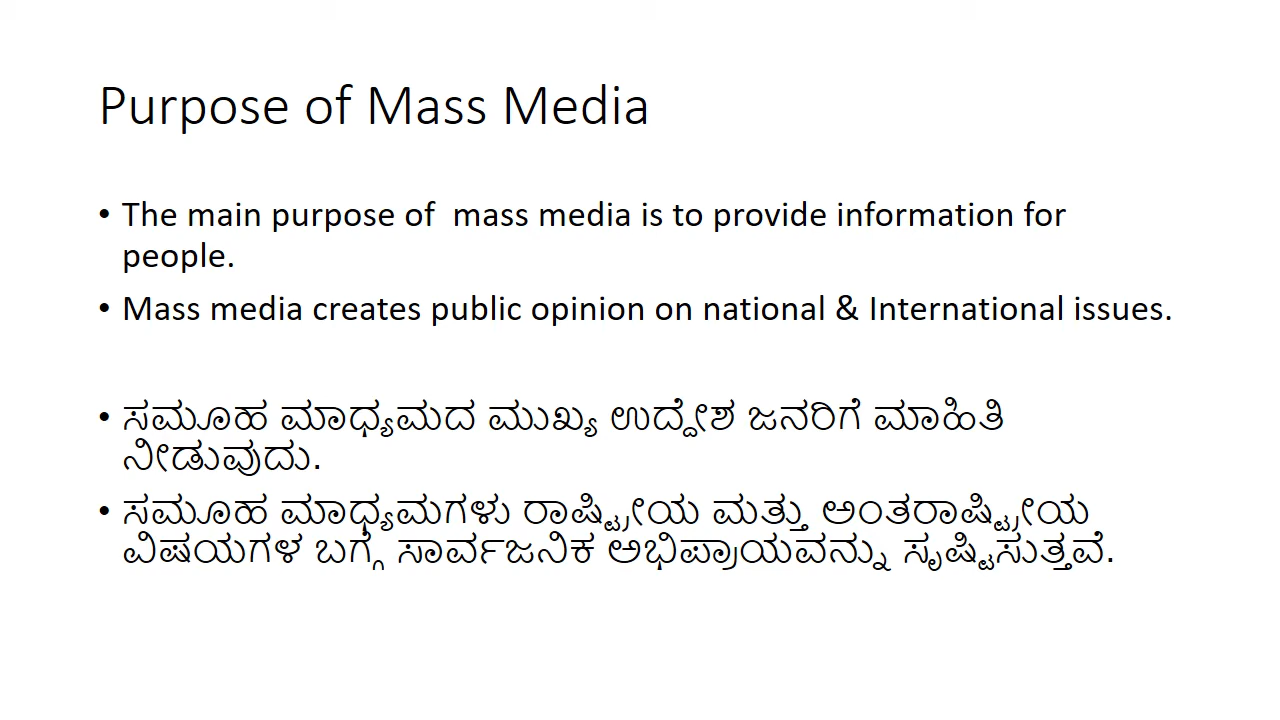 Purpose of Mass Media
• The main purpose of  mass media is to provide information for
people.
• Mass media creates public opinion on national & International issues.
• ಸಮೂಹ ಮಾಧ್ಯಮದ ಮುಖ್ಯ ಉದ್ದೇಶ ಜನರಿಗೆ ಮಾಹಿತಿ
ನೀಡುವುದು.
• ಸಮೂಹ ಮಾಧ್ಯಮಗಳು ರಾಷ್ಟ್ರೀಯ ಮತ್ತು ಅಂತರಾಷ್ಟ್ರೀಯ
ವಿಷಯಗಳ ಬಗ್ಗೆ ಸಾರ್ವಜನಿಕ ಅಭಿಪ್ರಾಯವನ್ನು ಸೃಷ್ಟಿಸುತ್ತವೆ.